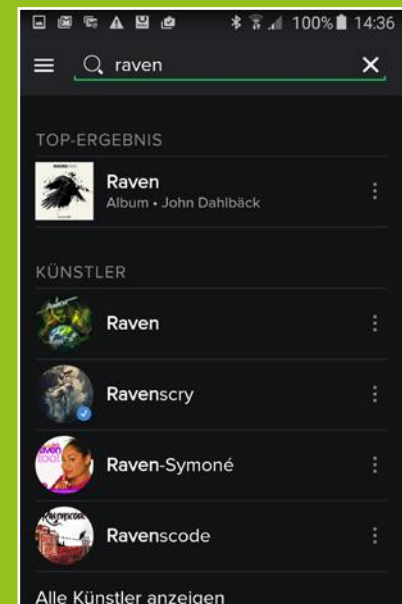 100% 14:36
raven
TOP-ERGEBNIS
Raven
Album • John Dahlbäck
KÜNSTLER
Raven
Ravenscry
Raven-Symoné
Ravenscode
Alle Künstler anzeigen